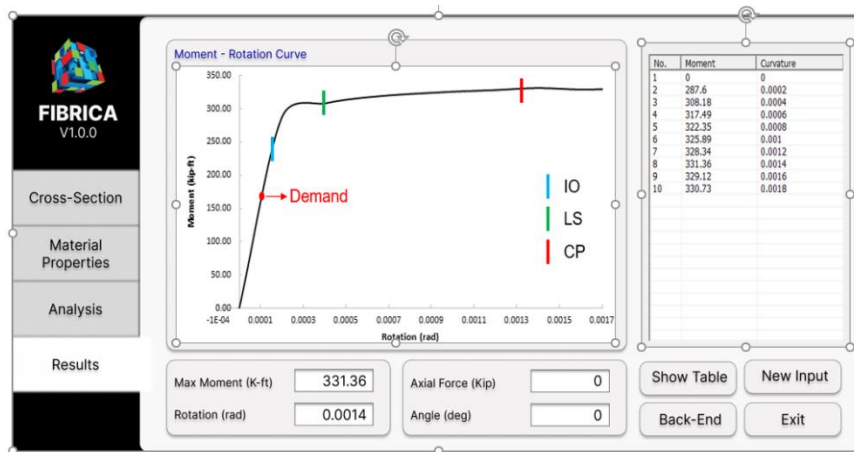 FIBRICA
V1.0.0
Cross-Section
Material
Properties
Analysis
Results
Moment - Rotation Curve
Moment (kip-ft)
350.00
300.00
250.00
200.00
150.00
100.00
50.00
0.00
-1E-04 0.0001 0.0003 0.0005 0.0007 0.0009 0.0011 0.0013 0.0015 0.0017
Rotation (rad)
Demand
IO
LS
CP
No. Moment Curvature
1 0 0
2 287.6 0.0002
3 308.18 0.0004
4 317.49 0.0006
5 322.35 0.0008
6 325.89 0.001
7 328.34 0.0012
8 331.36 0.0014
9 329.12 0.0016
10 330.73 0.0018
Max Moment (K-ft) 331.36
Rotation (rad) 0.0014
Axial Force (Kip) 0
Angle (deg) 0
Show Table New Input
Back-End Exit